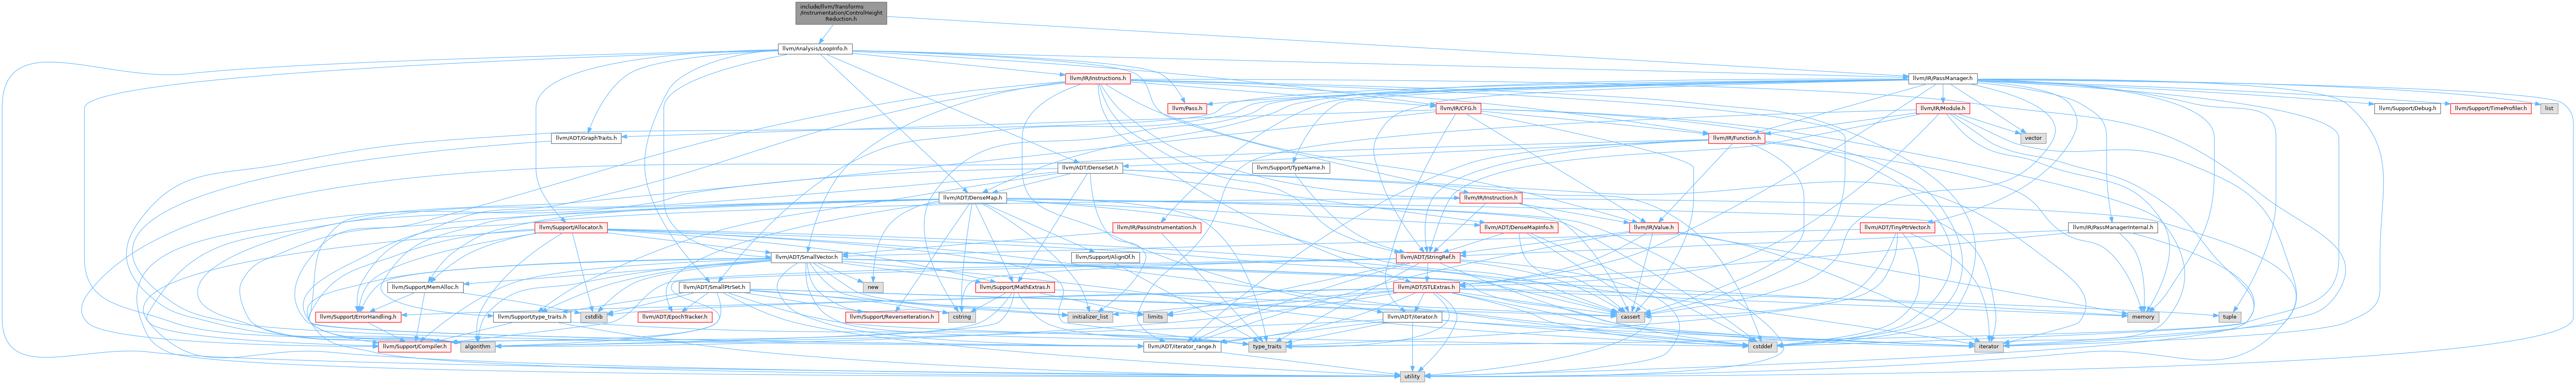 include/llvm/Transforms
/Instrumentation/ControlHeight
Reduction.h
llvm/Analysis/LoopInfo.h
llvm/IR/Instructions.h
llvm/IR/PassManager.h
llvm/Pass.h
llvm/IR/CFG.h
llvm/IR/Module.h
llvm/Support/Debug.h
llvm/Support/TimeProfiler.h
list
llvm/ADT/GraphTraits.h
llvm/IR/Function.h
vector
llvm/ADT/DenseSet.h
llvm/Support/TypeName.h
llvm/ADT/DenseMap.h
llvm/IR/Instruction.h
llvm/Support/Allocator.h
llvm/IR/PassInstrumentation.h
llvm/ADT/DenseMapInfo.h
llvm/IR/Value.h
llvm/ADT/TinyPtrVector.h
llvm/IR/PassManagerInternal.h
llvm/ADT/SmallVector.h
llvm/Support/AlignOf.h
llvm/ADT/StringRef.h
llvm/Support/MemAlloc.h
llvm/ADT/SmallPtrSet.h
new
llvm/Support/MathExtras.h
llvm/ADT/STLExtras.h
llvm/Support/ErrorHandling.h
llvm/Support/type_traits.h
cstdlib
llvm/ADT/EpochTracker.h
llvm/Support/ReverseIteration.h
cstring
initializer_list
limits
llvm/ADT/iterator.h
cassert
memory
tuple
llvm/Support/Compiler.h
algorithm
type_traits
llvm/ADT/iterator_range.h
cstddef
iterator
utility